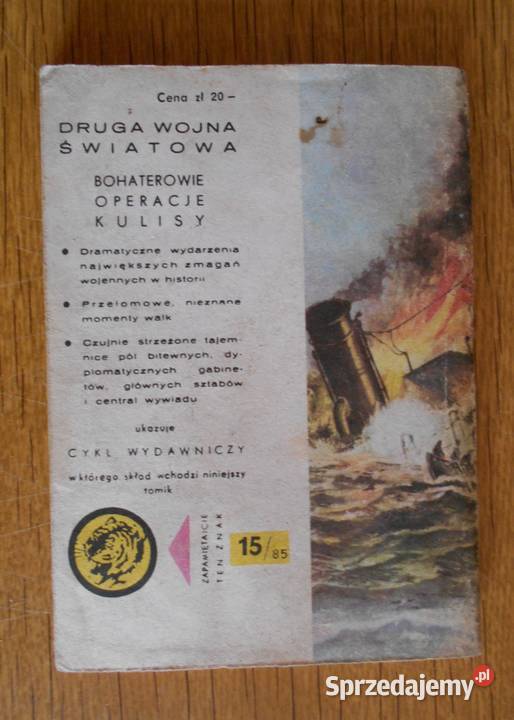 Cena zł 20 –
DRUGA WOJNA
ŚWIATOWA
BOHATEROWIE
OPERACJE
KULISY
• Dramatyczne wydarzenia
największych zmagań
wojennych w historii
• Przełomowe, nieznane
momenty walk
• Czujnie strzeżone tajem-
nice pól bitewnych, dy-
plomatycznych gabine-
tów, głównych sztabów
i central wywiadu
ukazuje
CYKL WYDAWNICZY
w którego skład wchodzi niniejszy
tomik
ZAPAMIĘTAJCIE
TEN ZNAK
15/85
Sprzedajemy.pl